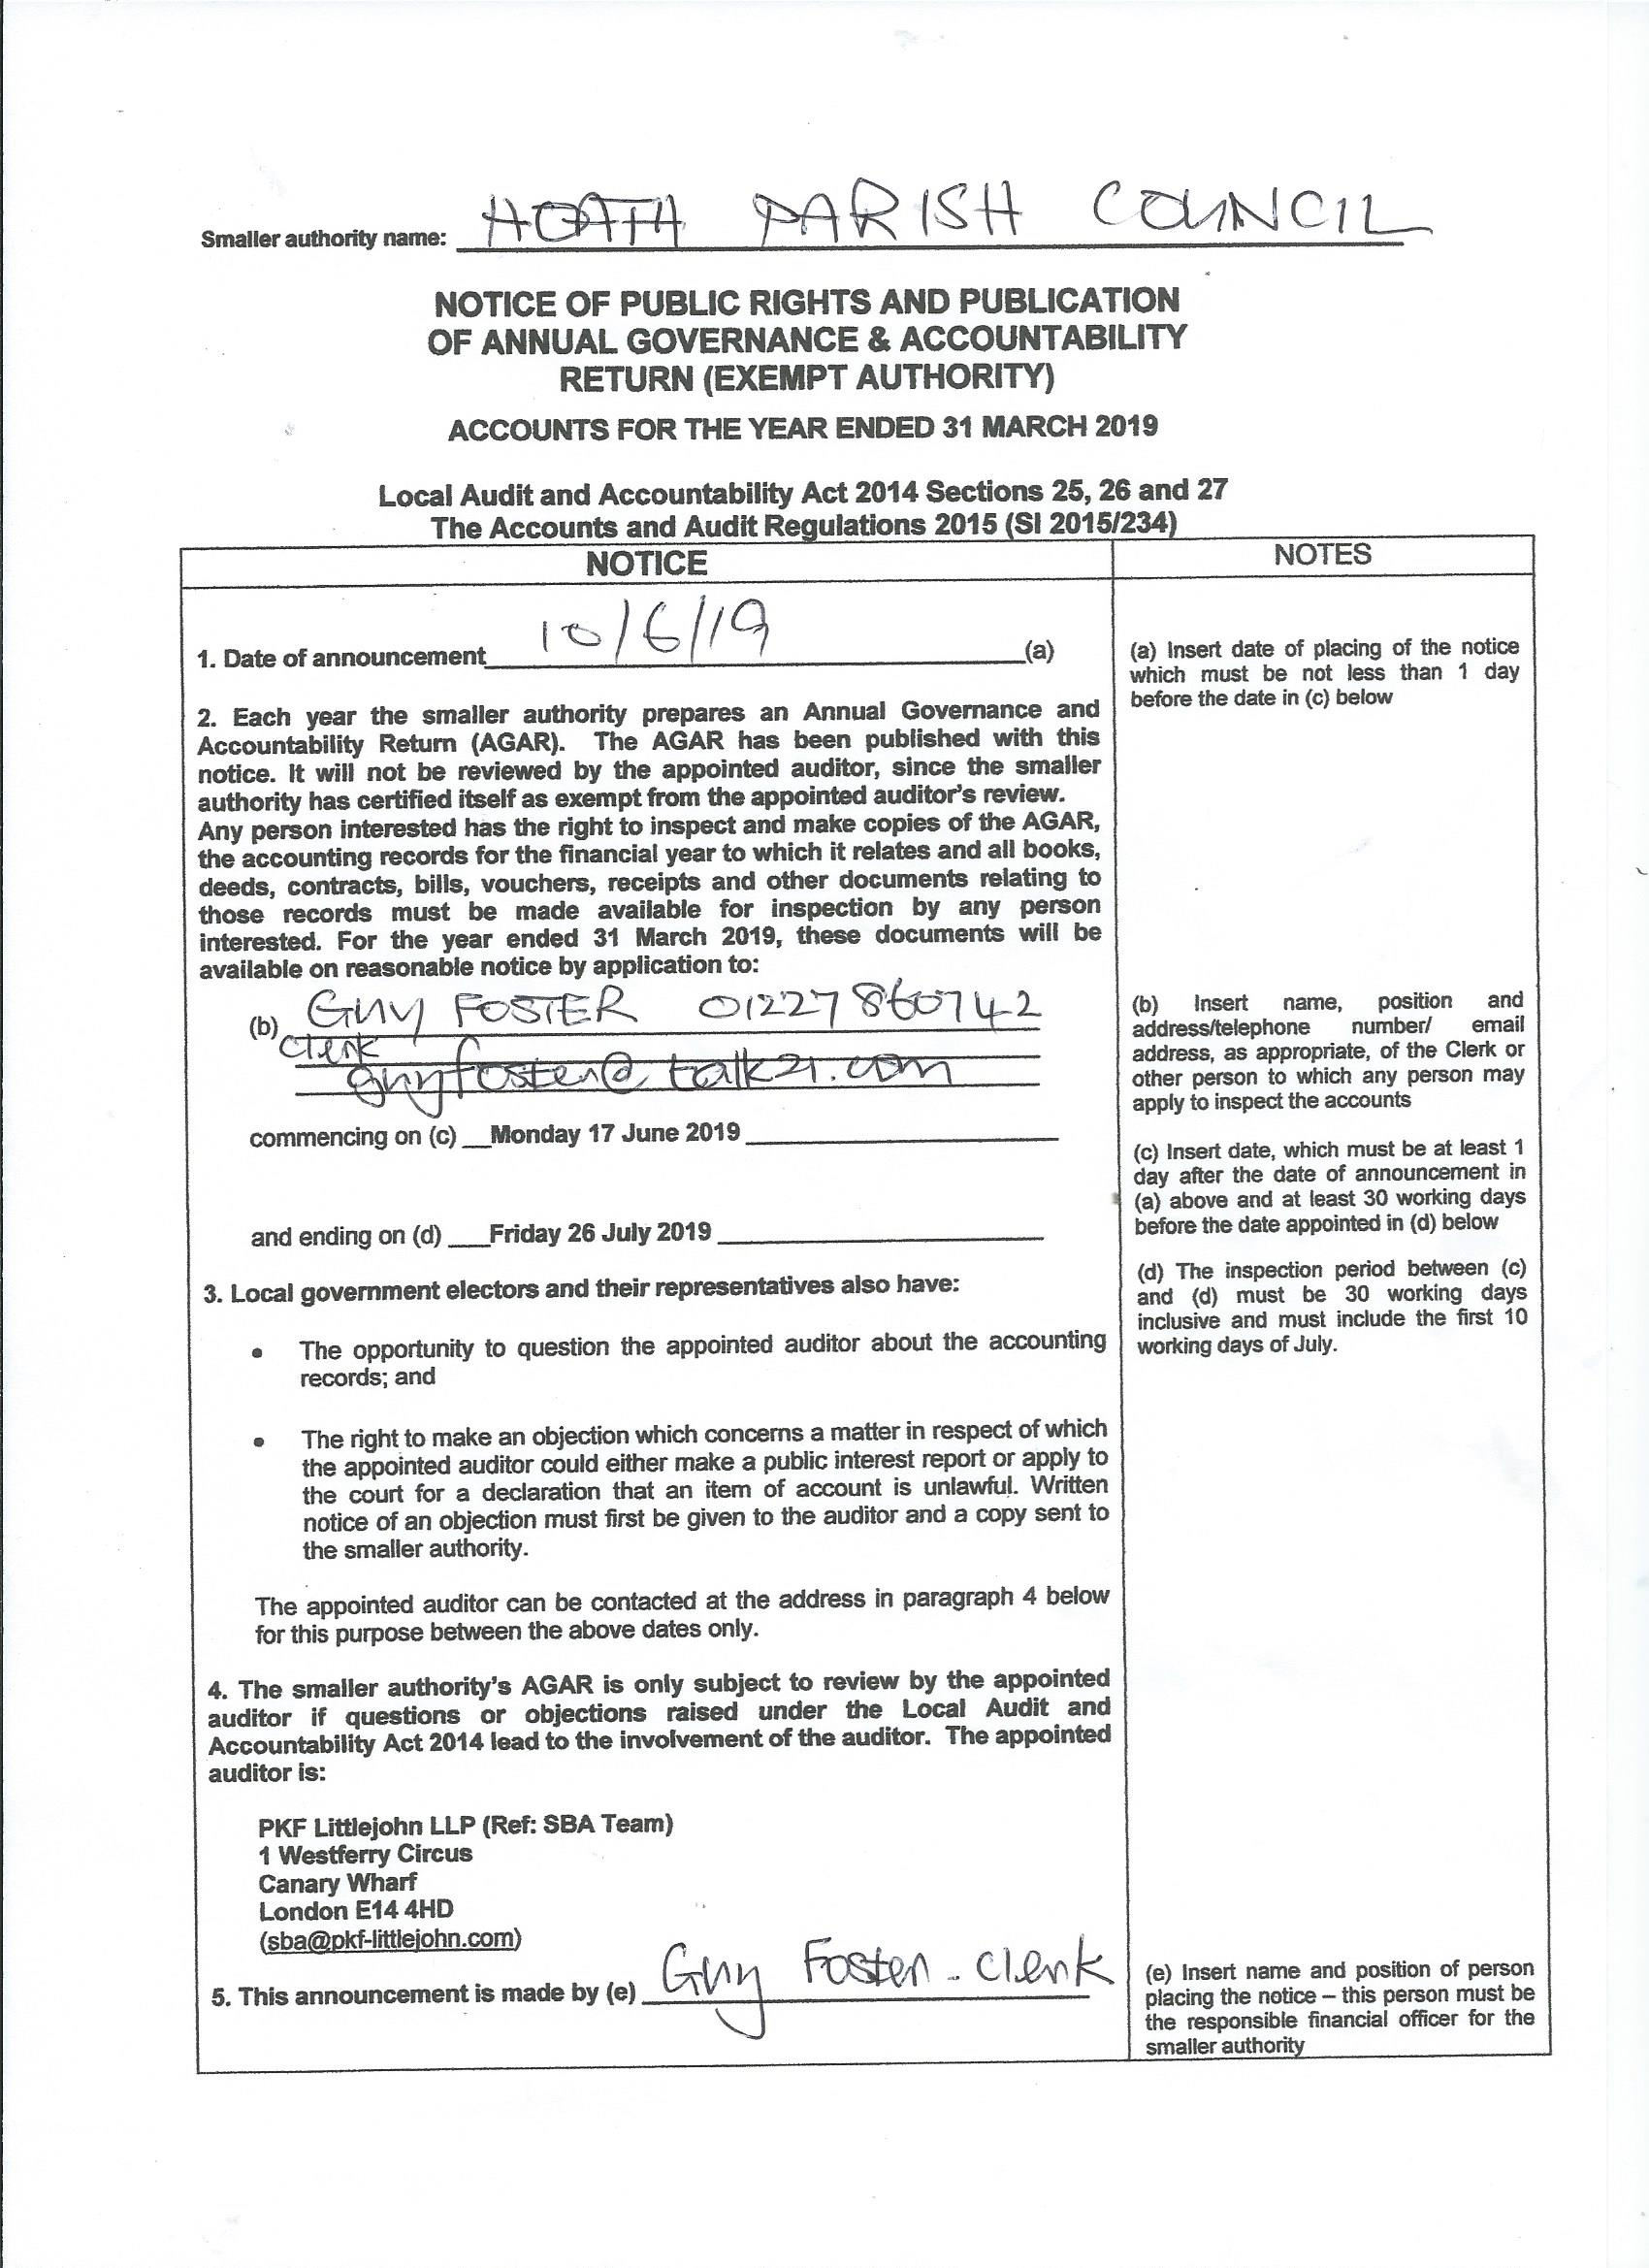 Smaller authority name: HOATH PARISH COUNCIL
NOTICE OF PUBLIC RIGHTS AND PUBLICATION
OF ANNUAL GOVERNANCE & ACCOUNTABILITY
RETURN (EXEMPT AUTHORITY)
ACCOUNTS FOR THE YEAR ENDED 31 MARCH 2019
Local Audit and Accountability Act 2014 Sections 25, 26 and 27
The Accounts and Audit Regulations 2015 (SI 2015/234)
NOTICE
1. Date of announcement 10/6/19 (a)
2. Each year the smaller authority prepares an Annual Governance and
Accountability Return (AGAR). The AGAR has been published with this
notice. It will not be reviewed by the appointed auditor, since the smaller
authority has certified itself as exempt from the appointed auditor's review.
Any person interested has the right to inspect and make copies of the AGAR,
the accounting records for the financial year to which it relates and all books,
deeds, contracts, bills, vouchers, receipts and other documents relating to
those records must be made available for inspection by any person
interested. For the year ended 31 March 2019, these documents will be
available on reasonable notice by application to:
(b) GUY FOSTER 01227 860742
Clerk
guyfoster@talk21.com
commencing on (c) __Monday 17 June 2019
and ending on (d) ___Friday 26 July 2019
3. Local government electors and their representatives also have:
• The opportunity to question the appointed auditor about the accounting
records; and
• The right to make an objection which concerns a matter in respect of which
the appointed auditor could either make a public interest report or apply to
the court for a declaration that an item of account is unlawful. Written
notice of an objection must first be given to the auditor and a copy sent to
the smaller authority.
The appointed auditor can be contacted at the address in paragraph 4 below
for this purpose between the above dates only.
4. The smaller authority's AGAR is only subject to review by the appointed
auditor if questions or objections raised under the Local Audit and
Accountability Act 2014 lead to the involvement of the auditor. The appointed
auditor is:
PKF Littlejohn LLP (Ref: SBA Team)
1 Westferry Circus
Canary Wharf
London E14 4HD
(sba@pkf-littlejohn.com)
5. This announcement is made by (e) Guy Foster - Clerk
NOTES
(a) Insert date of placing of the notice
which must be not less than 1 day
before the date in (c) below
(b) Insert name, position and
address/telephone number/ email
address, as appropriate, of the Clerk or
other person to which any person may
apply to inspect the accounts
(c) Insert date, which must be at least 1
day after the date of announcement in
(a) above and at least 30 working days
before the date appointed in (d) below
(d) The inspection period between (c)
and (d) must be 30 working days
inclusive and must include the first 10
working days of July.
(e) Insert name and position of person
placing the notice – this person must be
the responsible financial officer for the
smaller authority